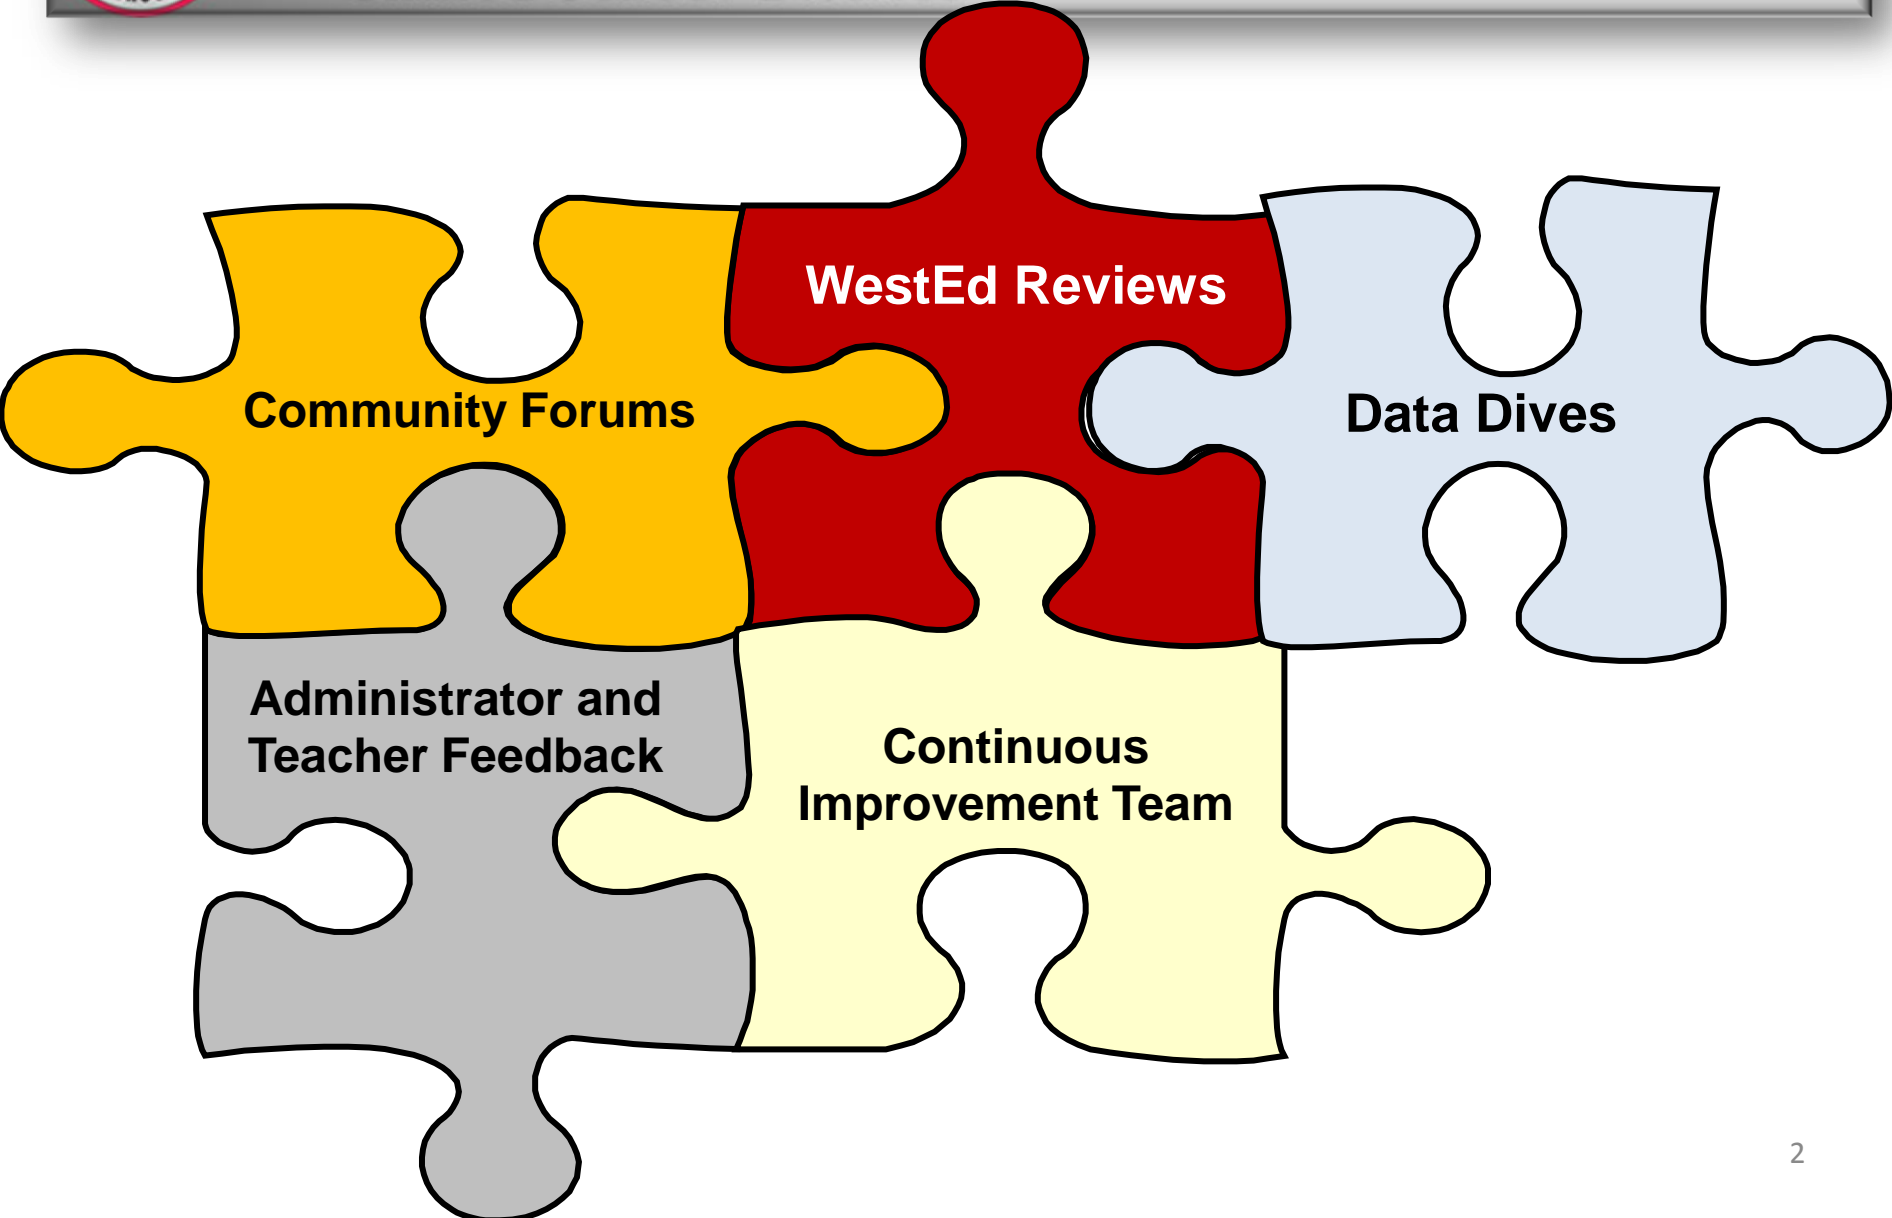 WestEd Reviews
Community Forums
Data Dives
Administrator and
Teacher Feedback
Continuous
Improvement Team
2